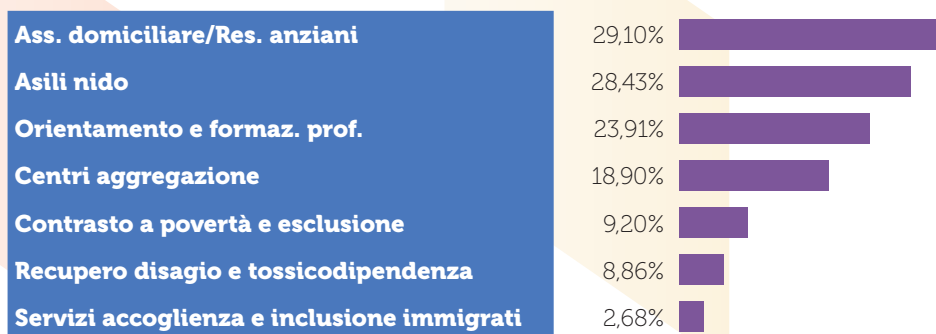 Ass. domiciliare/Res. anziani 29,10%
Asili nido 28,43%
Orientamento e formaz. prof. 23,91%
Centri aggregazione 18,90%
Contrasto a povertà e esclusione 9,20%
Recupero disagio e tossicodipendenza 8,86%
Servizi accoglienza e inclusione immigrati 2,68%